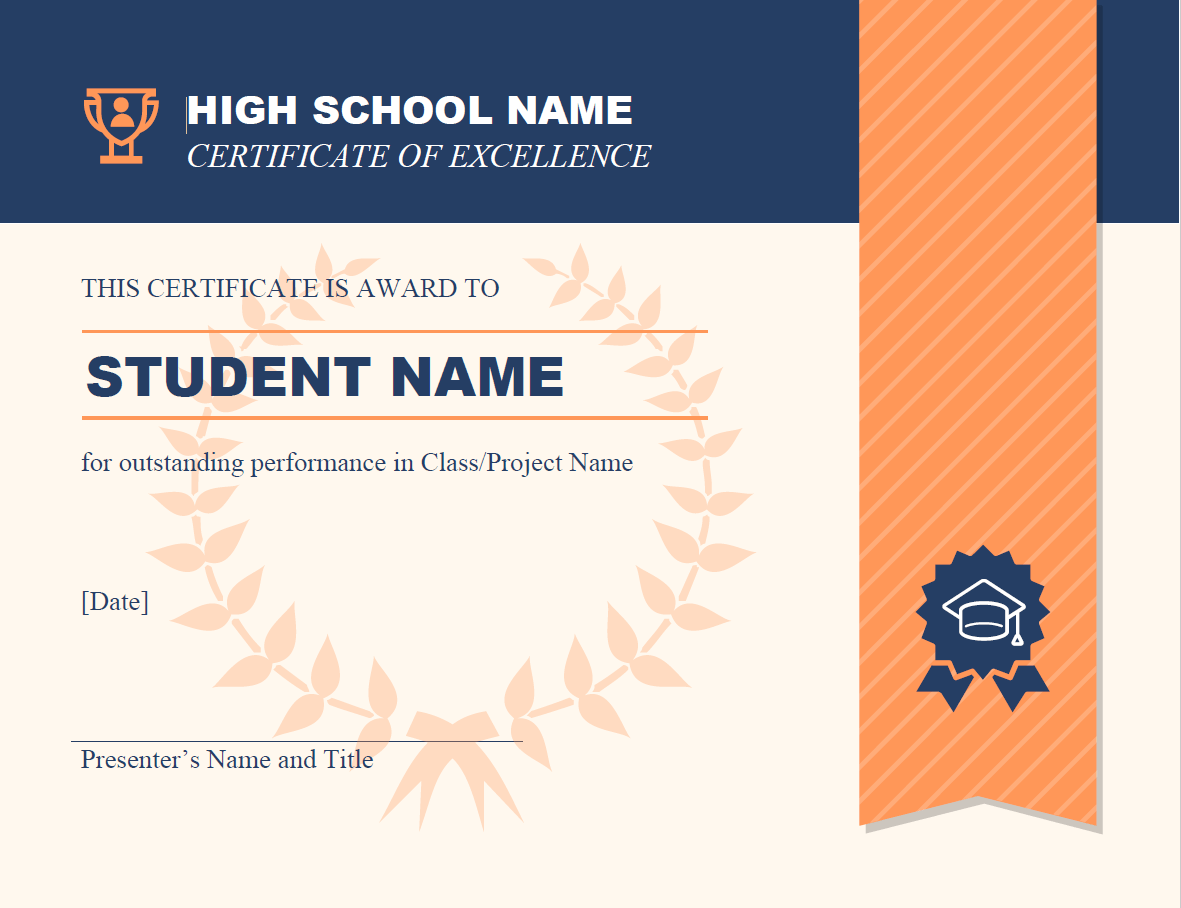 HIGH SCHOOL NAME
CERTIFICATE OF EXCELLENCE
THIS CERTIFICATE IS AWARD TO
STUDENT NAME
for outstanding performance in Class/Project Name
[Date]
Presenter’s Name and Title